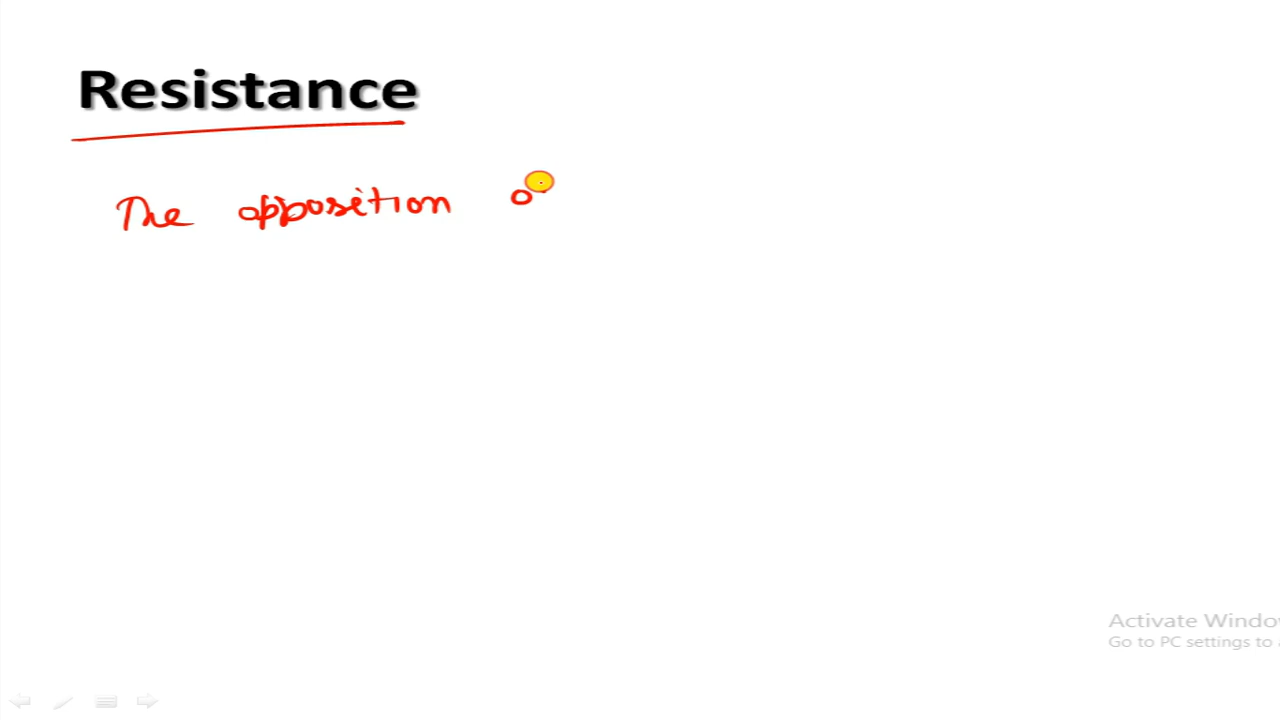 Resistance
The opposition
Activate Windo
Go to PC settings to